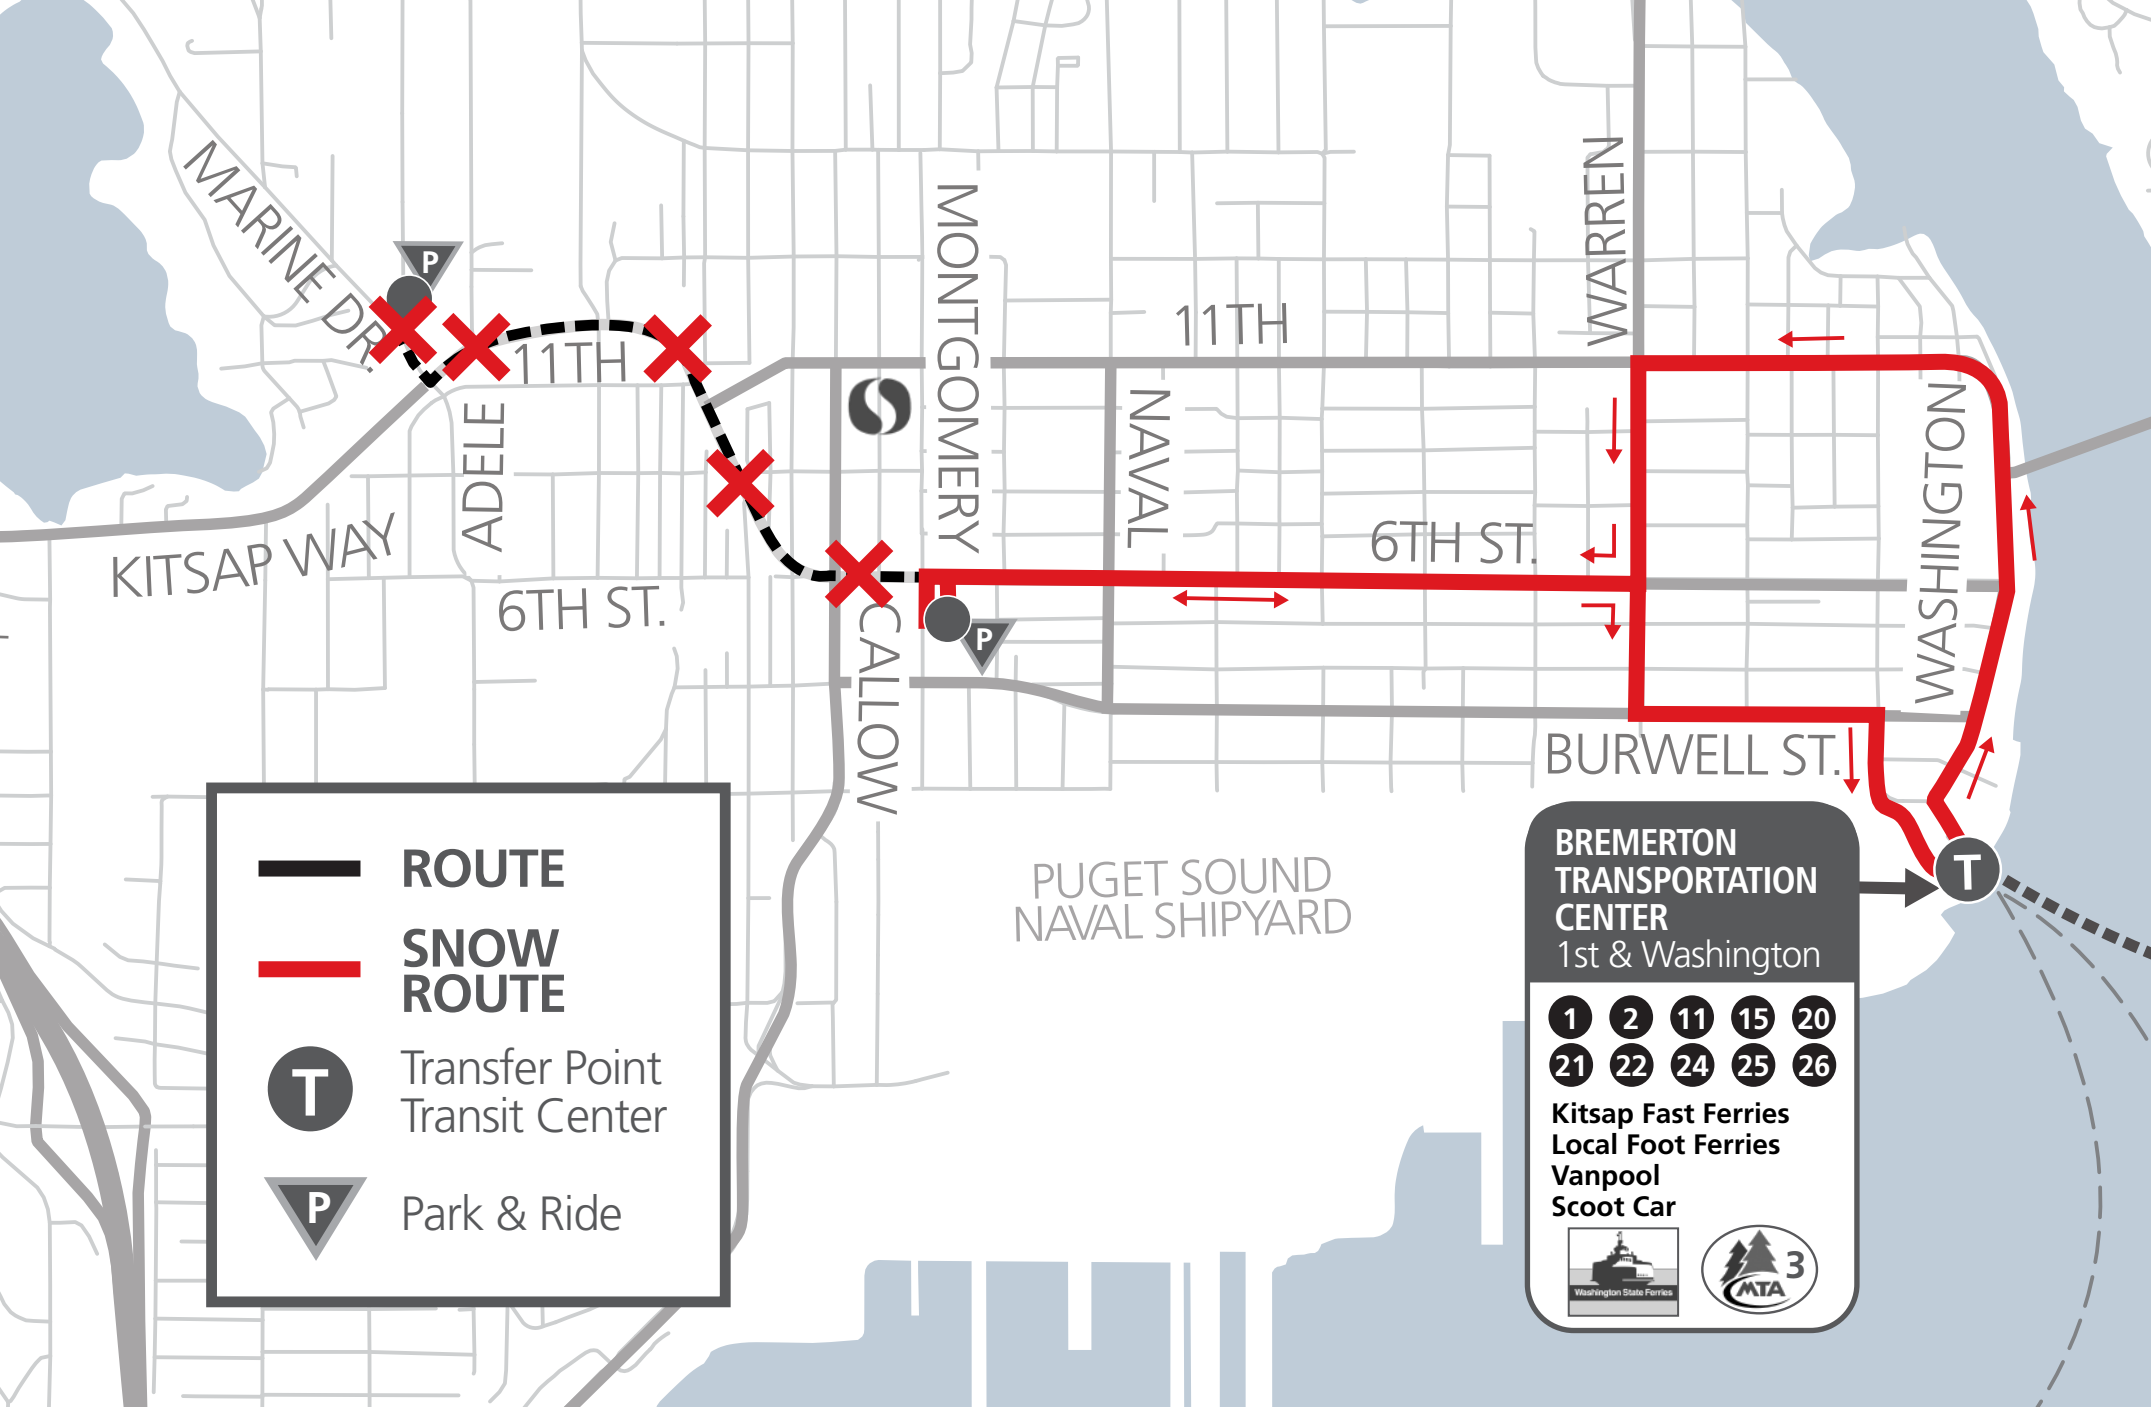 MARINE DR.
P
11TH
ADELE
KITSAP WAY
6TH ST.
MONTGOMERY
11TH
NAVAL
WARREN
6TH ST.
WASHINGTON
P
CALLOW
BURWELL ST.
PUGET SOUND
NAVAL SHIPYARD
T
ROUTE
SNOW
ROUTE
T
Transfer Point
Transit Center
P
Park & Ride
BREMERTON
TRANSPORTATION
CENTER
1st & Washington
1 2 11 15 20
21 22 24 25 26
Kitsap Fast Ferries
Local Foot Ferries
Vanpool
Scoot Car
Washington State Ferries
3
MTA